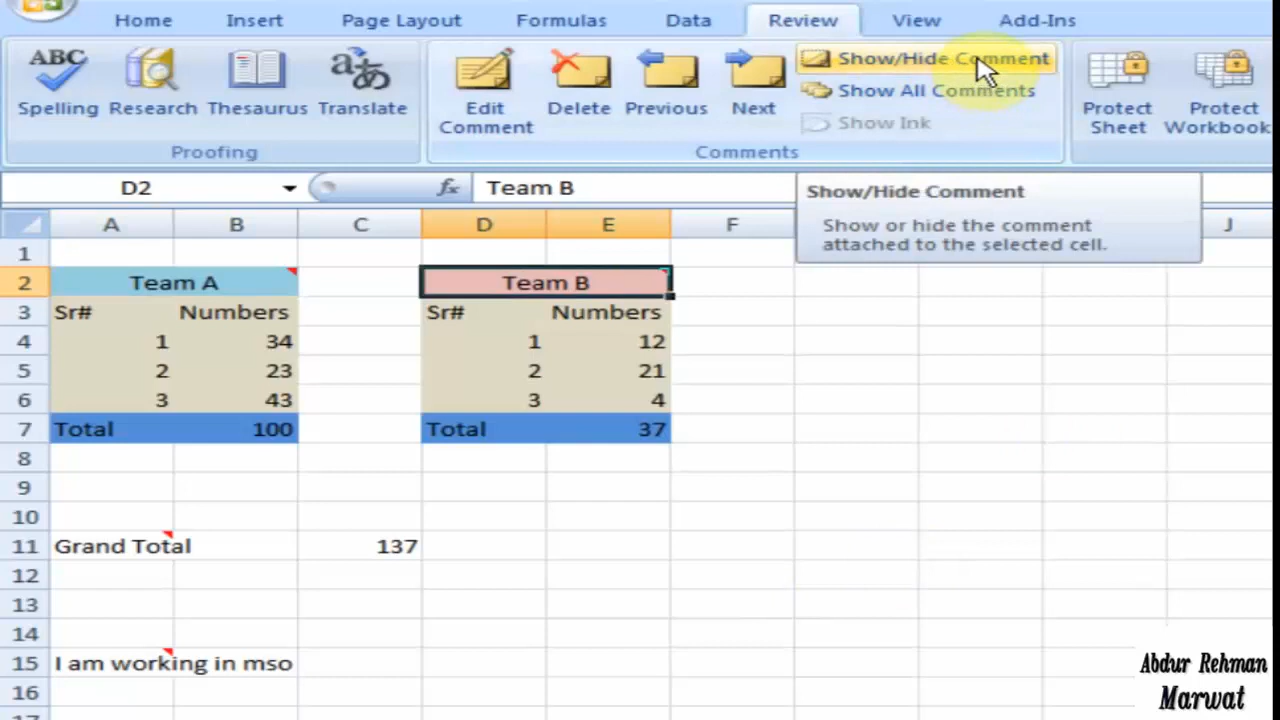 Home Insert Page Layout Formulas Data Review View Add-Ins
ABC
Spelling Research Thesaurus Translate
Proofing
Edit Comment Delete Previous Next
Show/Hide Comment
Show All Comments
Show Ink
Comments
Protect Sheet Protect Workbook
D2 fx Team B
Show/Hide Comment
Show or hide the comment
attached to the selected cell.
A B C D E F J
1
2 Team A Team B
3 Sr# Numbers Sr# Numbers
4 1 34 1 12
5 2 23 2 21
6 3 43 3 4
7 Total 100 Total 37
8
9
10
11 Grand Total 137
12
13
14
15 I am working in mso
16
Abdur Rehman
Marwat